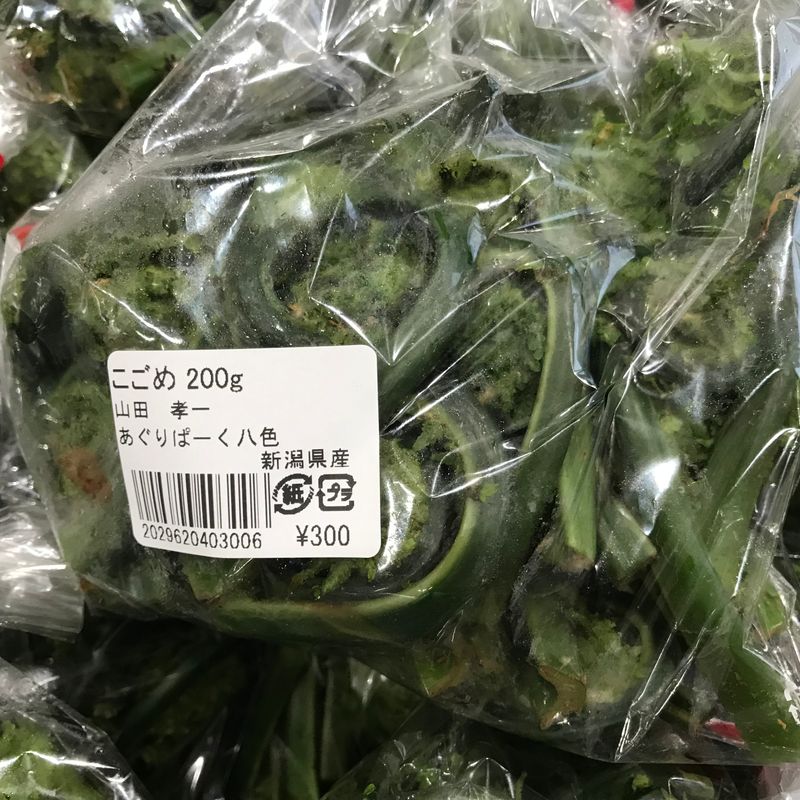 こごめ 200g
山田 孝一
あぐりぱーく八色
新潟県産
紙 プラ
2029620403006 ¥300